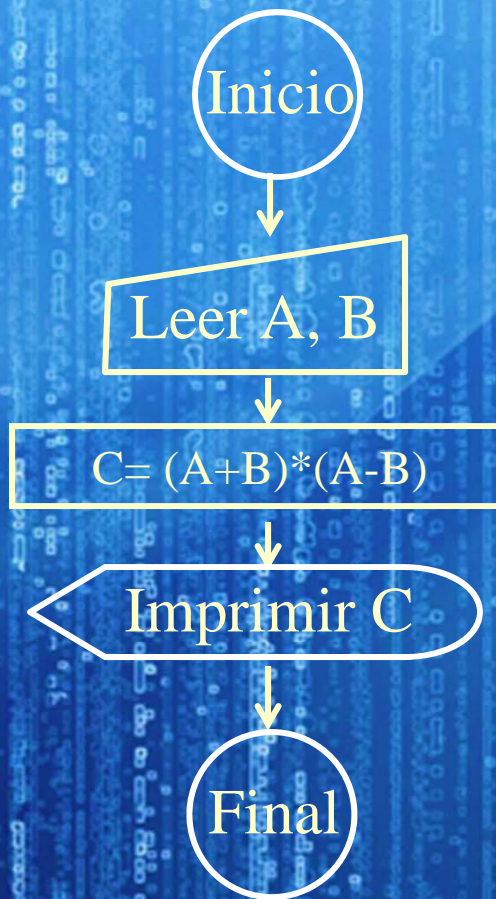 Inicio
Leer A, B
C= (A+B)*(A-B)
Imprimir C
Final